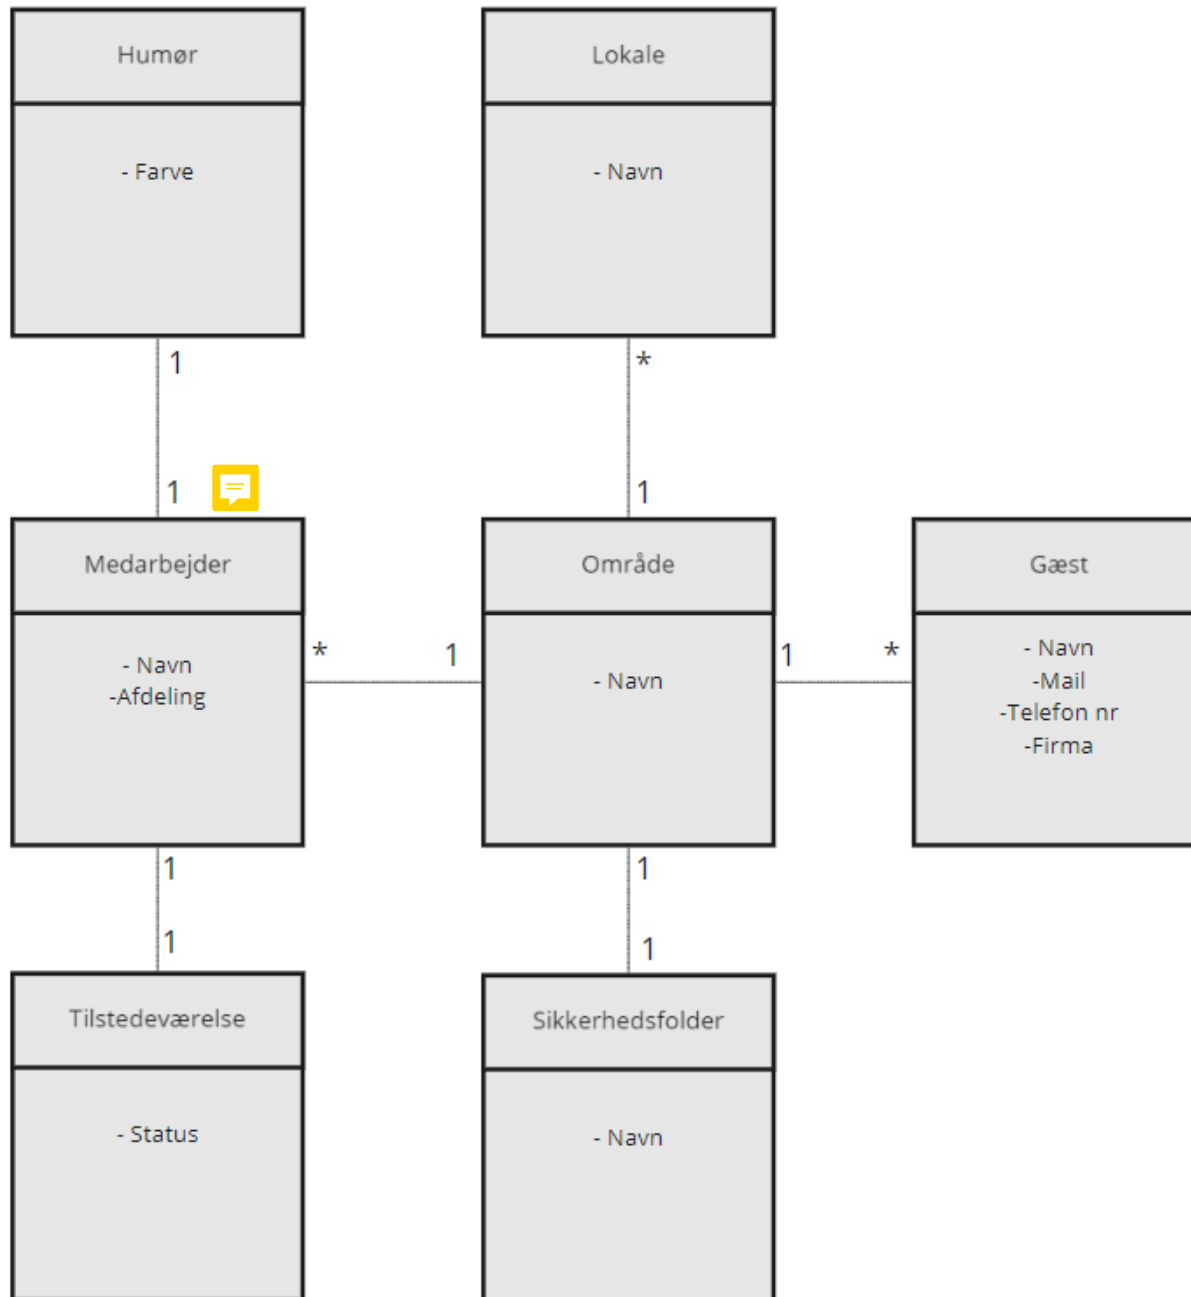 Humør
- Farve
Lokale
- Navn
1
*
1
1
Medarbejder
- Navn
-Afdeling
*
1
Område
- Navn
1
*
Gæst
- Navn
-Mail
-Telefon nr
-Firma
1
1
1
1
Tilstedeværelse
- Status
Sikkerhedsfolder
- Navn